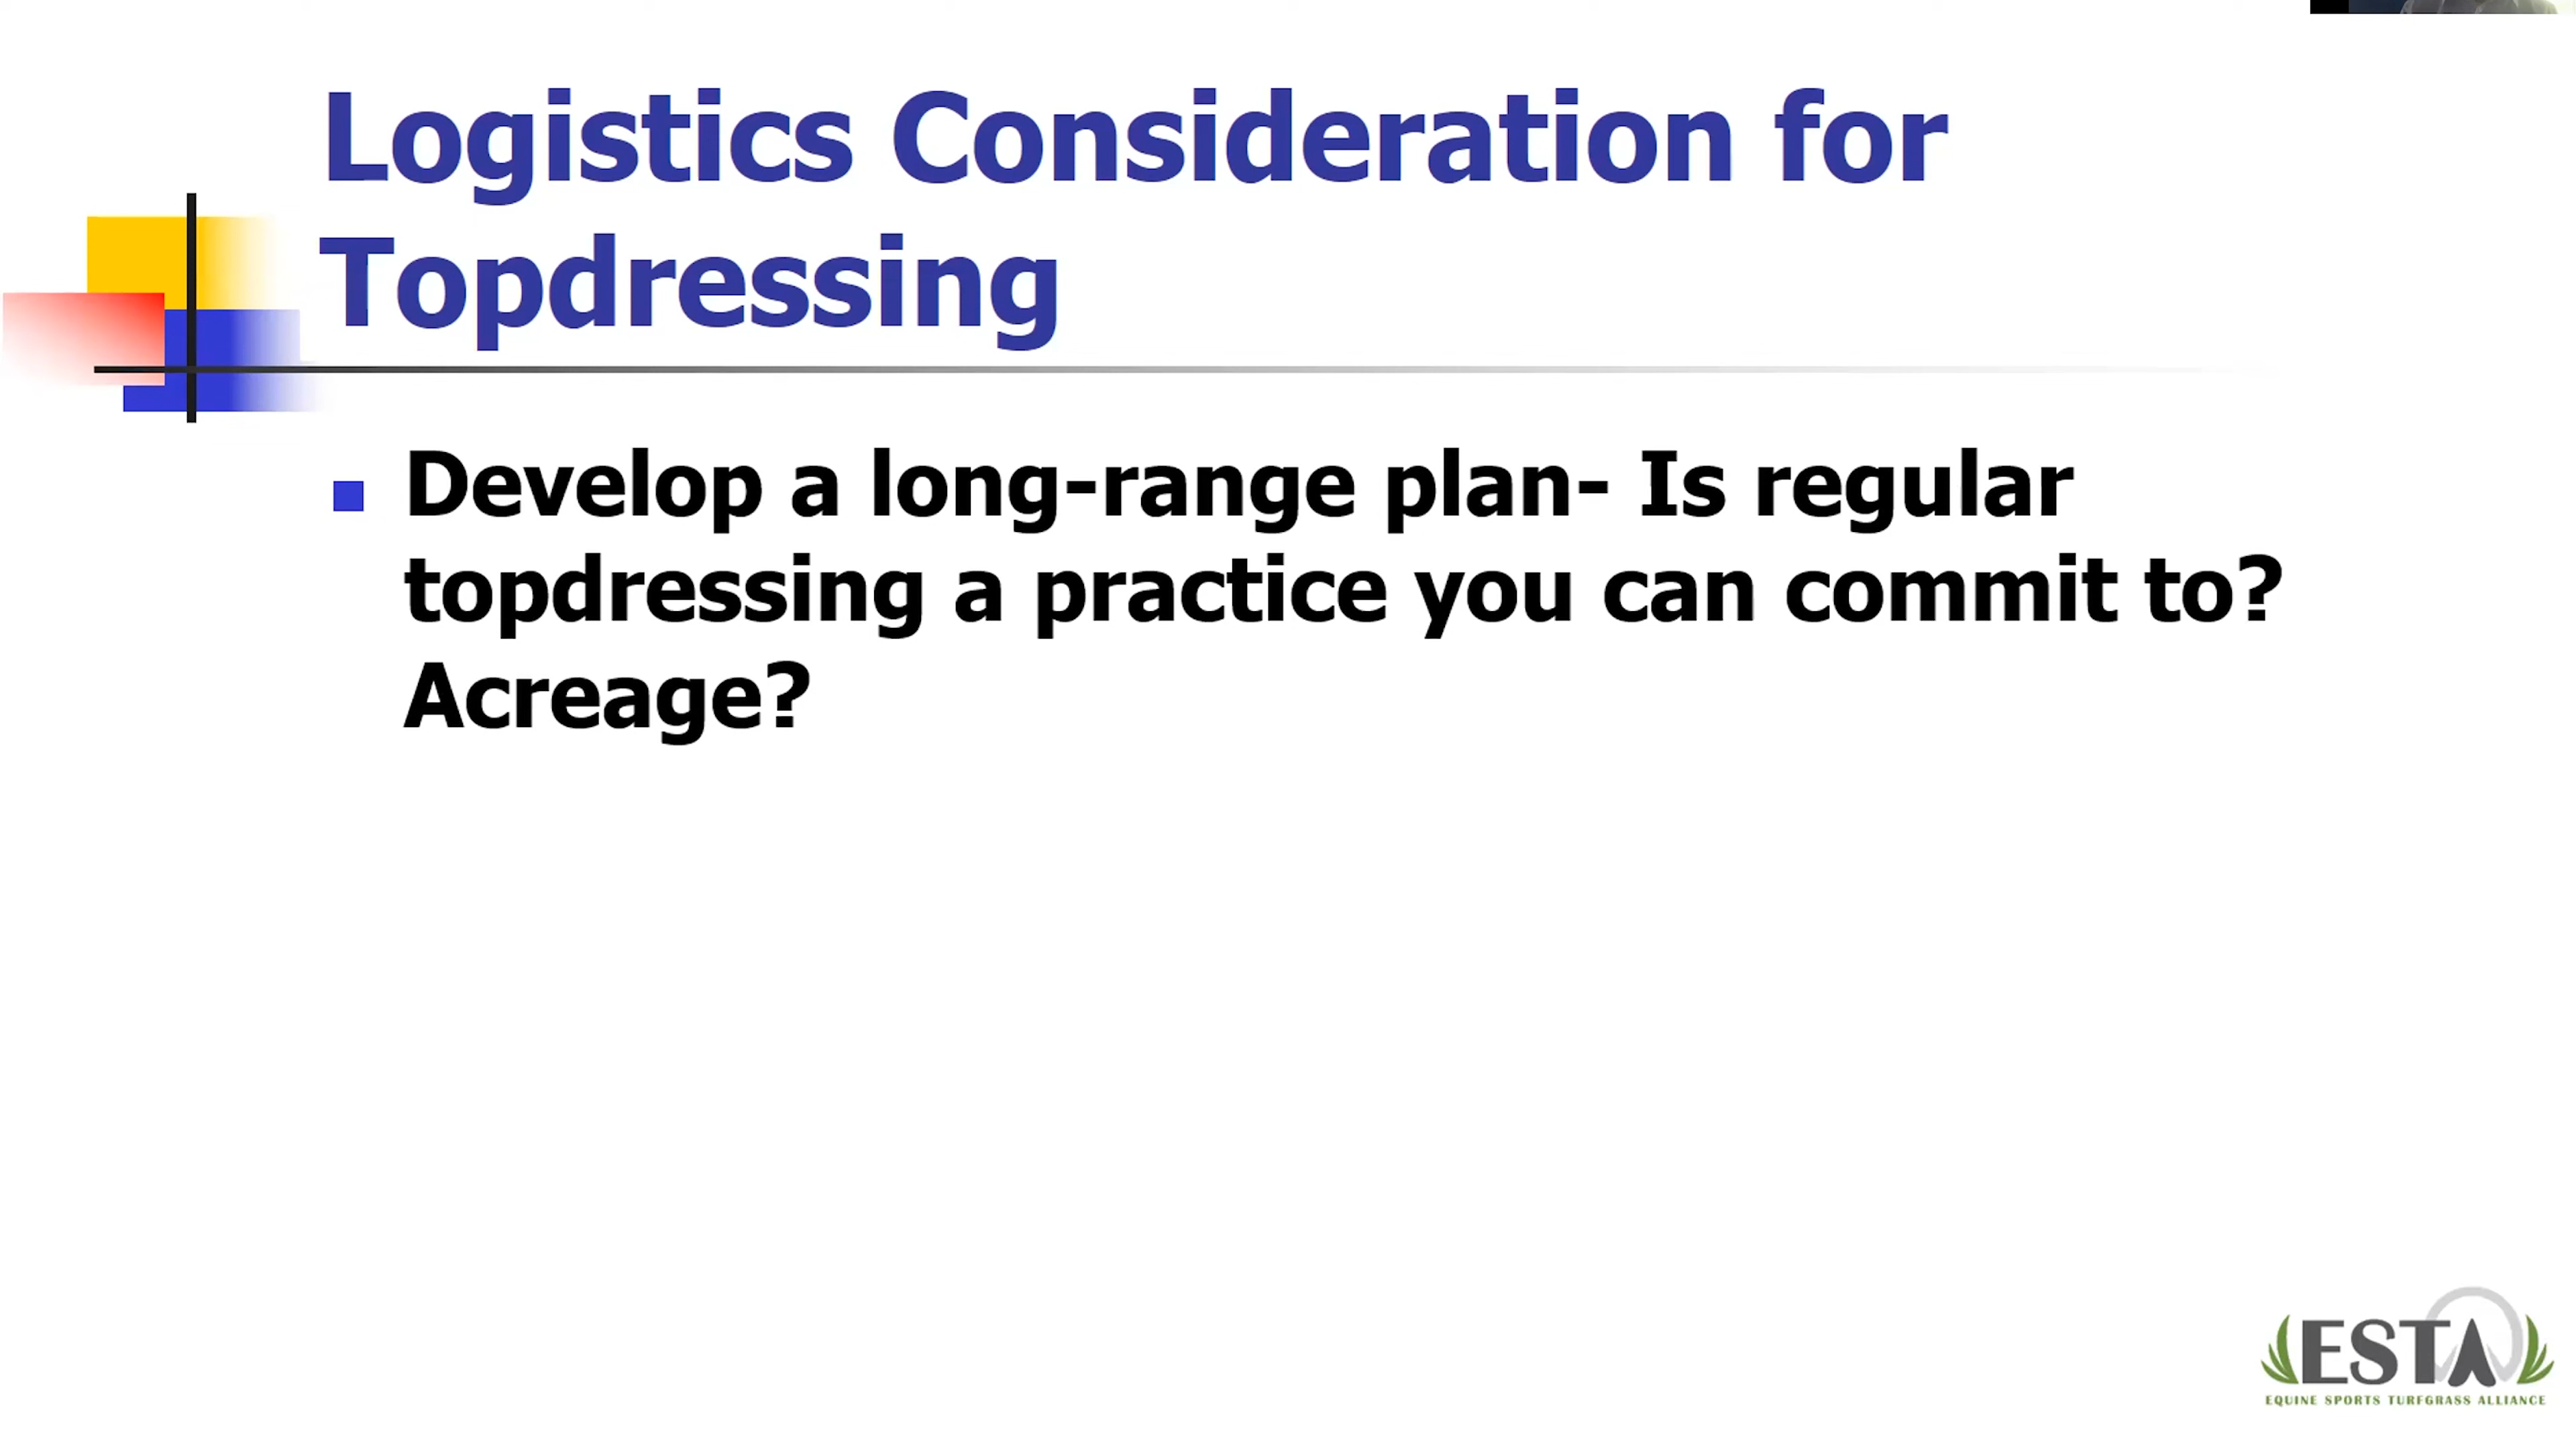 Logistics Consideration for
Topdressing
Develop a long-range plan- Is regular
topdressing a practice you can commit to?
Acreage?
ESTA
EQUINE SPORTS TURFGRASS ALLIANCE